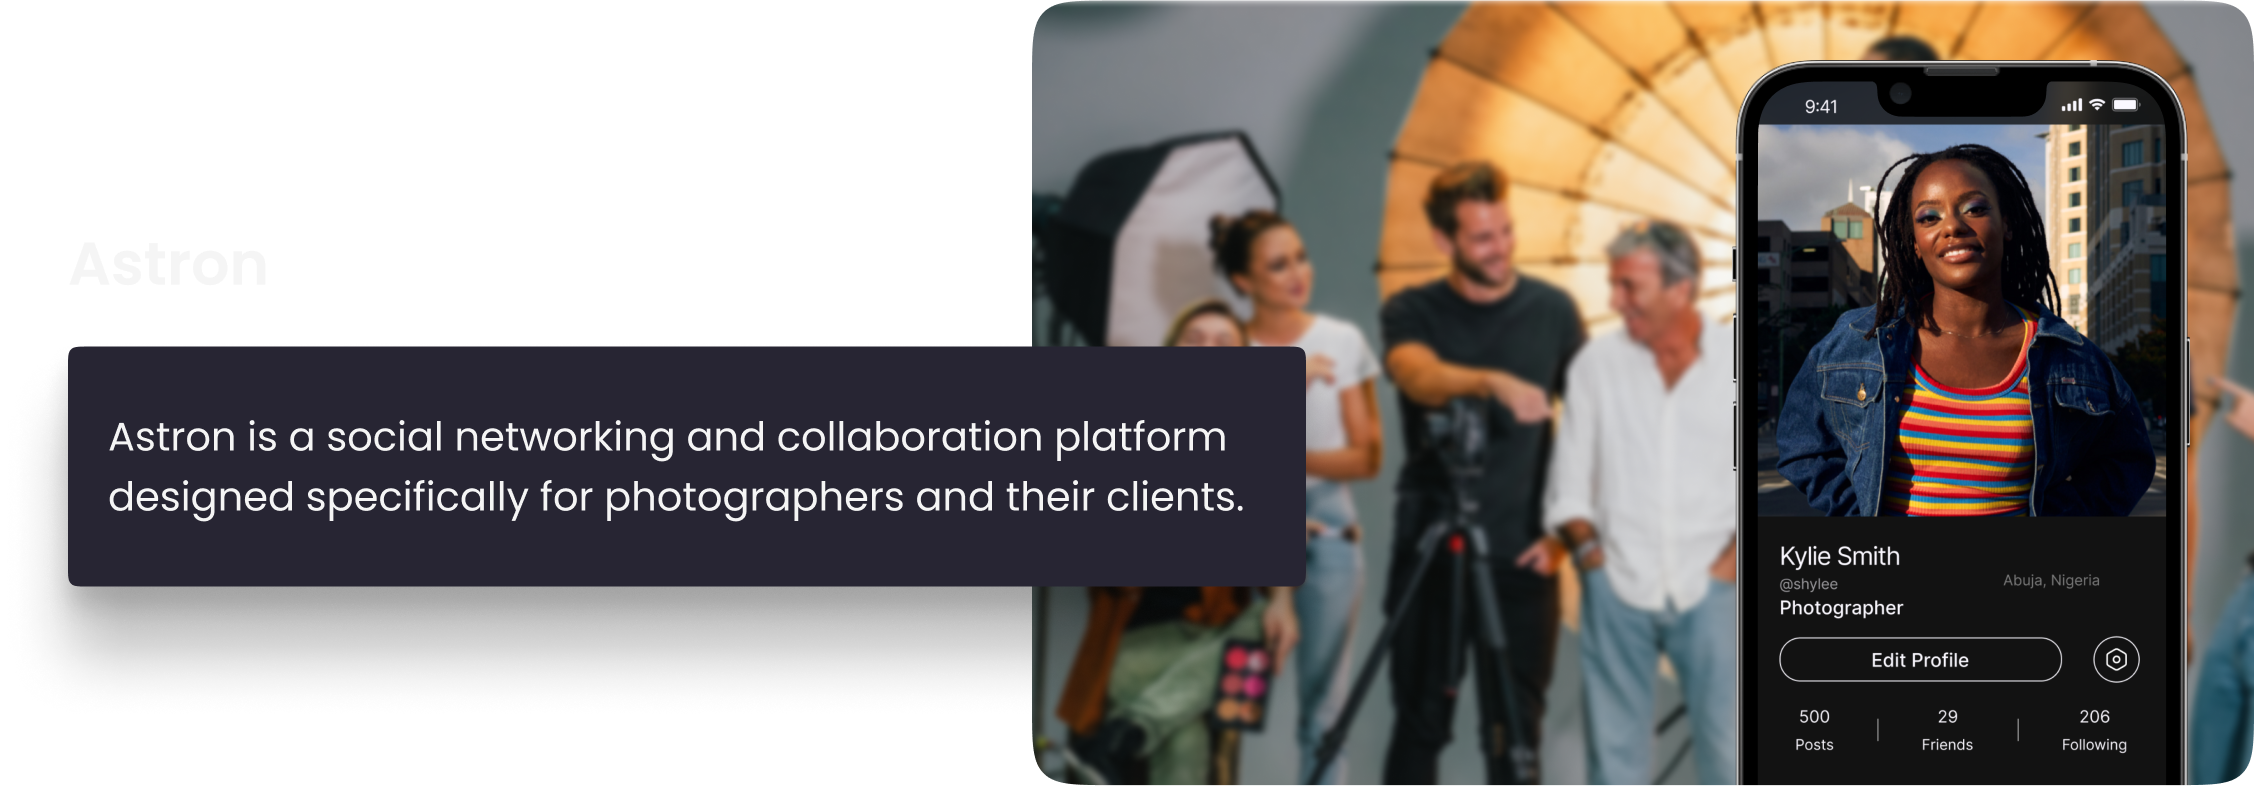 Astron
Astron is a social networking and collaboration platform
designed specifically for photographers and their clients.
9:41
Kylie Smith
@shylee
Abuja, Nigeria
Photographer
Edit Profile
500
29
206
Posts
Friends
Following